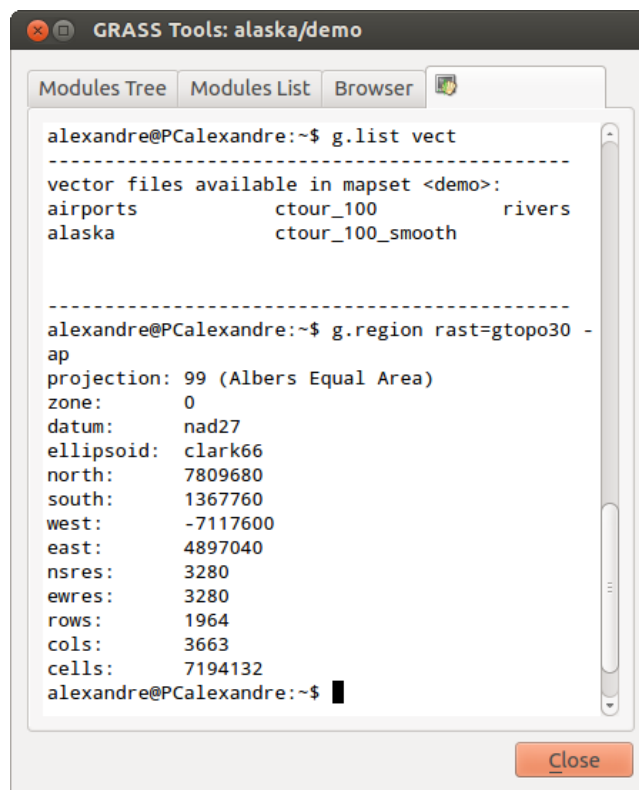 GRASS Tools: alaska/demo
Modules Tree Modules List Browser
alexandre@PCalexandre:~$ g.list vect
----------------------------------------------
vector files available in mapset <demo>:
airports ctour_100 rivers
alaska ctour_100_smooth
----------------------------------------------
alexandre@PCalexandre:~$ g.region rast=gtopo30 -
ap
projection: 99 (Albers Equal Area)
zone: 0
datum: nad27
ellipsoid: clark66
north: 7809680
south: 1367760
west: -7117600
east: 4897040
nsres: 3280
ewres: 3280
rows: 1964
cols: 3663
cells: 7194132
alexandre@PCalexandre:~$
Close